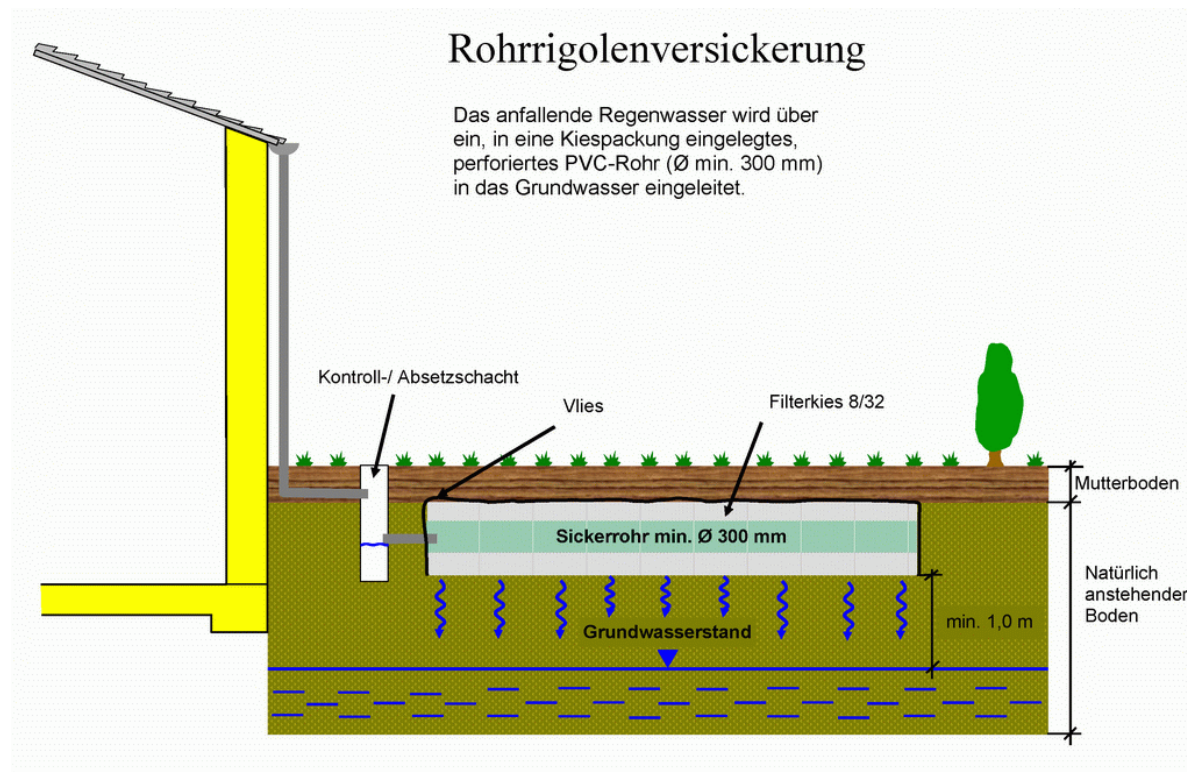 Rohrrigolenversickerung
Das anfallende Regenwasser wird über
ein, in eine Kiespackung eingelegtes,
perforiertes PVC-Rohr (Ø min. 300 mm)
in das Grundwasser eingeleitet.
Kontroll-/ Absetzschacht
Vlies
Filterkies 8/32
Mutterboden
Sickerrohr min. Ø 300 mm
Natürlich
anstehender
Boden
min. 1,0 m
Grundwasserstand